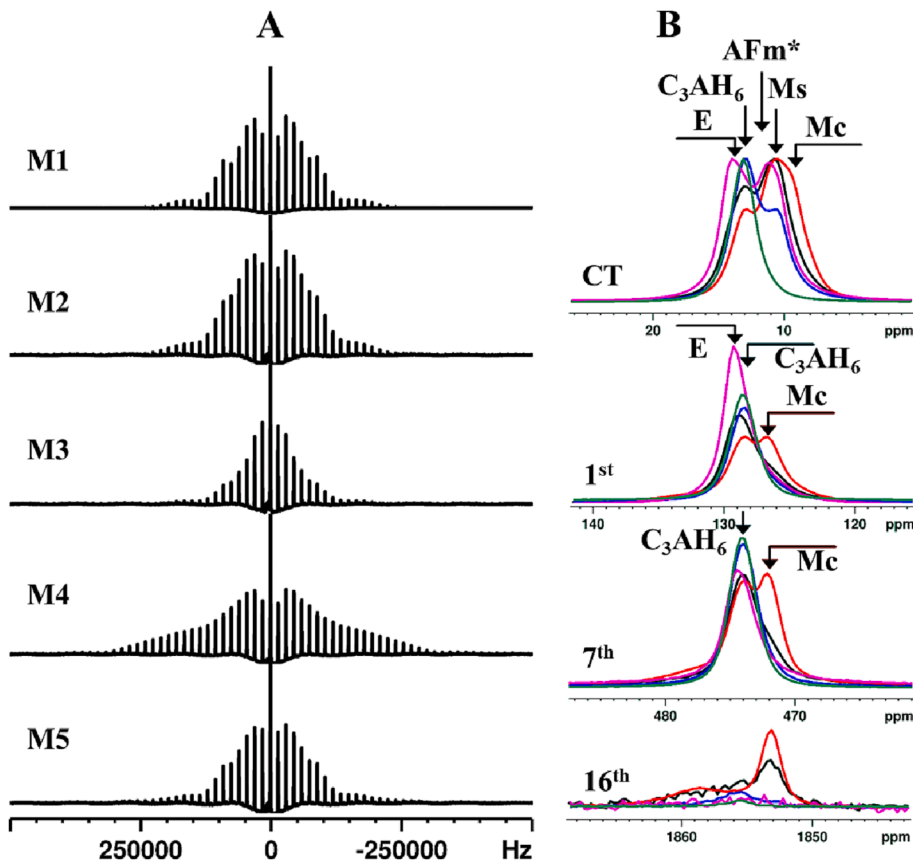 A
M1
M2
M3
M4
M5
250000 0 -250000 Hz
B
AFm*
C₃AH₆ Ms
E Mc
CT
20 10 ppm
E C₃AH₆
Mc
1st
140 130 120 ppm
C₃AH₆ Mc
7th
480 470 ppm
16th
1860 1850 ppm